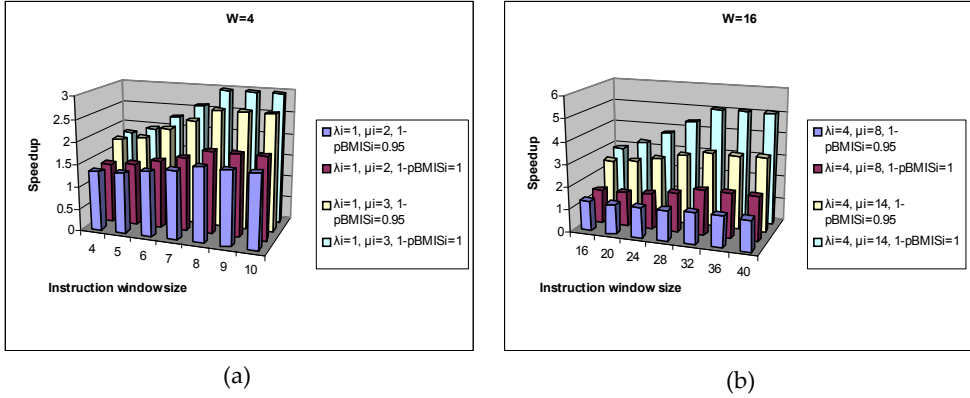 W=4
3
2.5
2
1.5
1
0.5
0
Speedup
4
5
6
7
8
9
10
Instruction window size
λi=1, μi=2, 1-
pBMISi=0.95
λi=1, μi=2, 1-pBMISi=1
λi=1, μi=3, 1-
pBMISi=0.95
λi=1, μi=3, 1-pBMISi=1
(a)
W=16
6
5
4
3
2
1
0
Speedup
16
20
24
28
32
36
40
Instruction window size
λi=4, μi=8, 1-
pBMISi=0.95
λi=4, μi=8, 1-pBMISi=1
λi=4, μi=14, 1-
pBMISi=0.95
λi=4, μi=14, 1-pBMISi=1
(b)